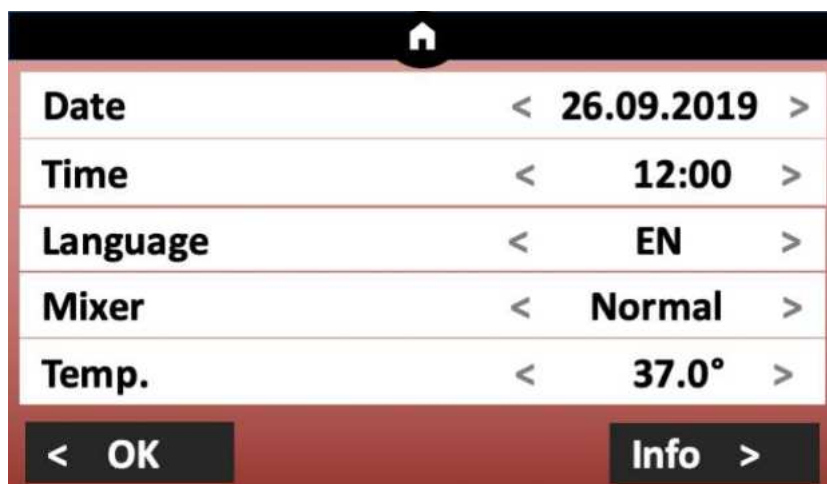 Date < 26.09.2019 >
Time < 12:00 >
Language < EN >
Mixer < Normal >
Temp. < 37.0° >
< OK Info >